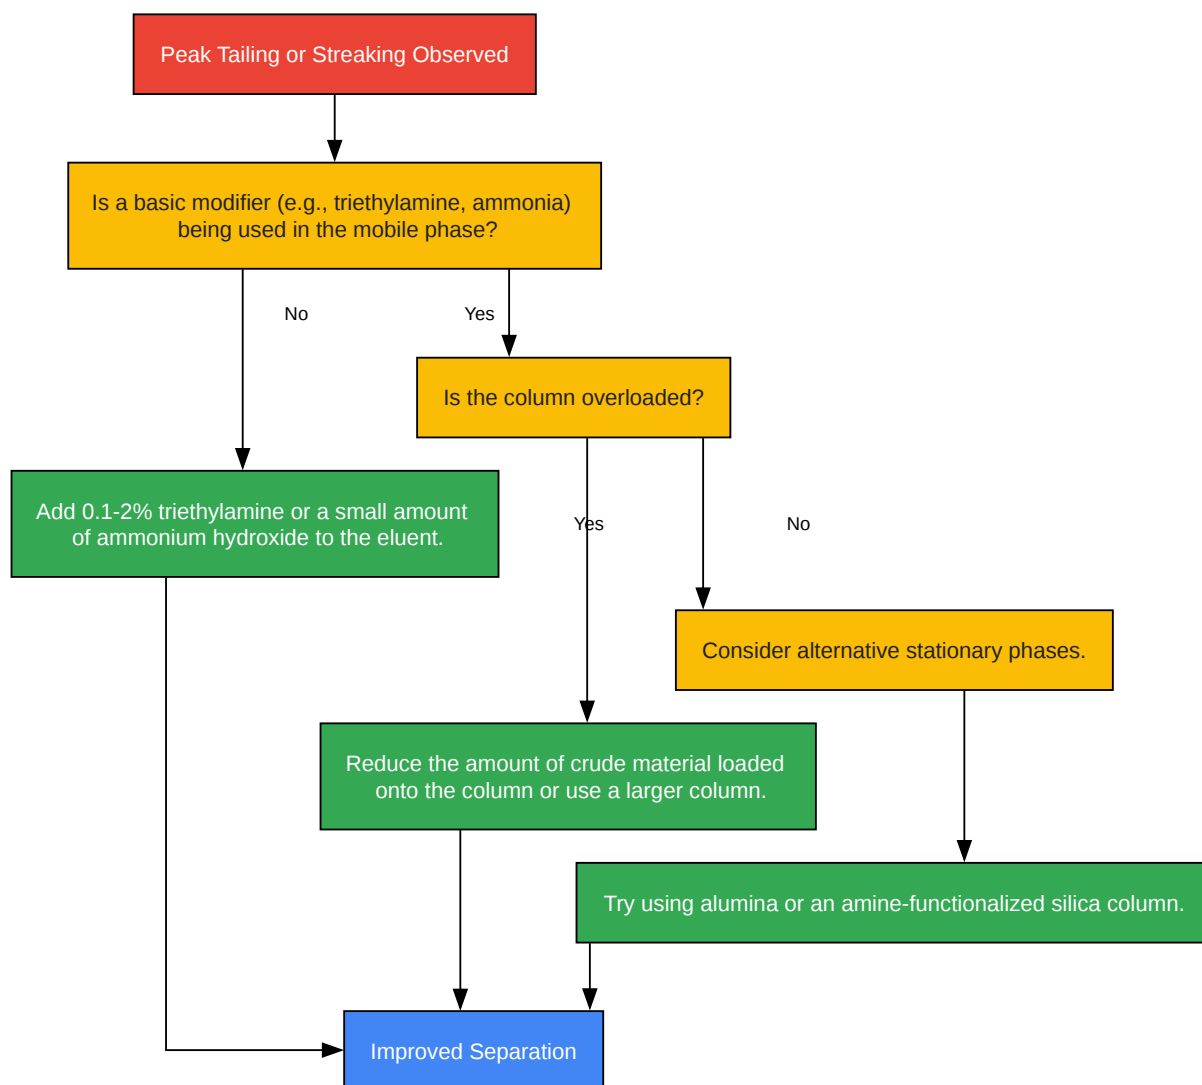 Peak Tailing or Streaking Observed
Is a basic modifier (e.g., triethylamine, ammonia)
being used in the mobile phase?
No
Yes
Is the column overloaded?
Add 0.1-2% triethylamine or a small amount
of ammonium hydroxide to the eluent.
Yes
No
Consider alternative stationary phases.
Reduce the amount of crude material loaded
onto the column or use a larger column.
Try using alumina or an amine-functionalized silica column.
Improved Separation